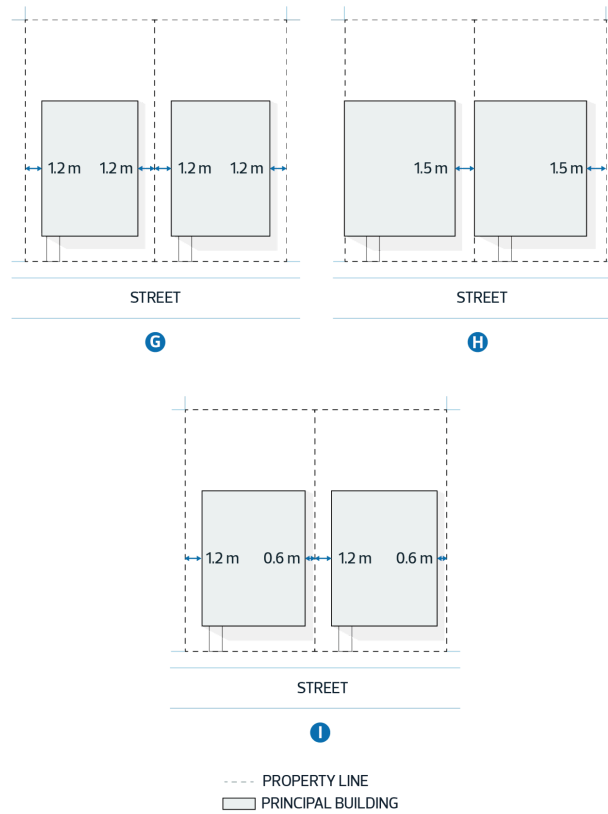 1.2 m 1.2 m 1.2 m 1.2 m
STREET
G
1.5 m 1.5 m
STREET
H
1.2 m 0.6 m 1.2 m 0.6 m
STREET
I
PROPERTY LINE
PRINCIPAL BUILDING